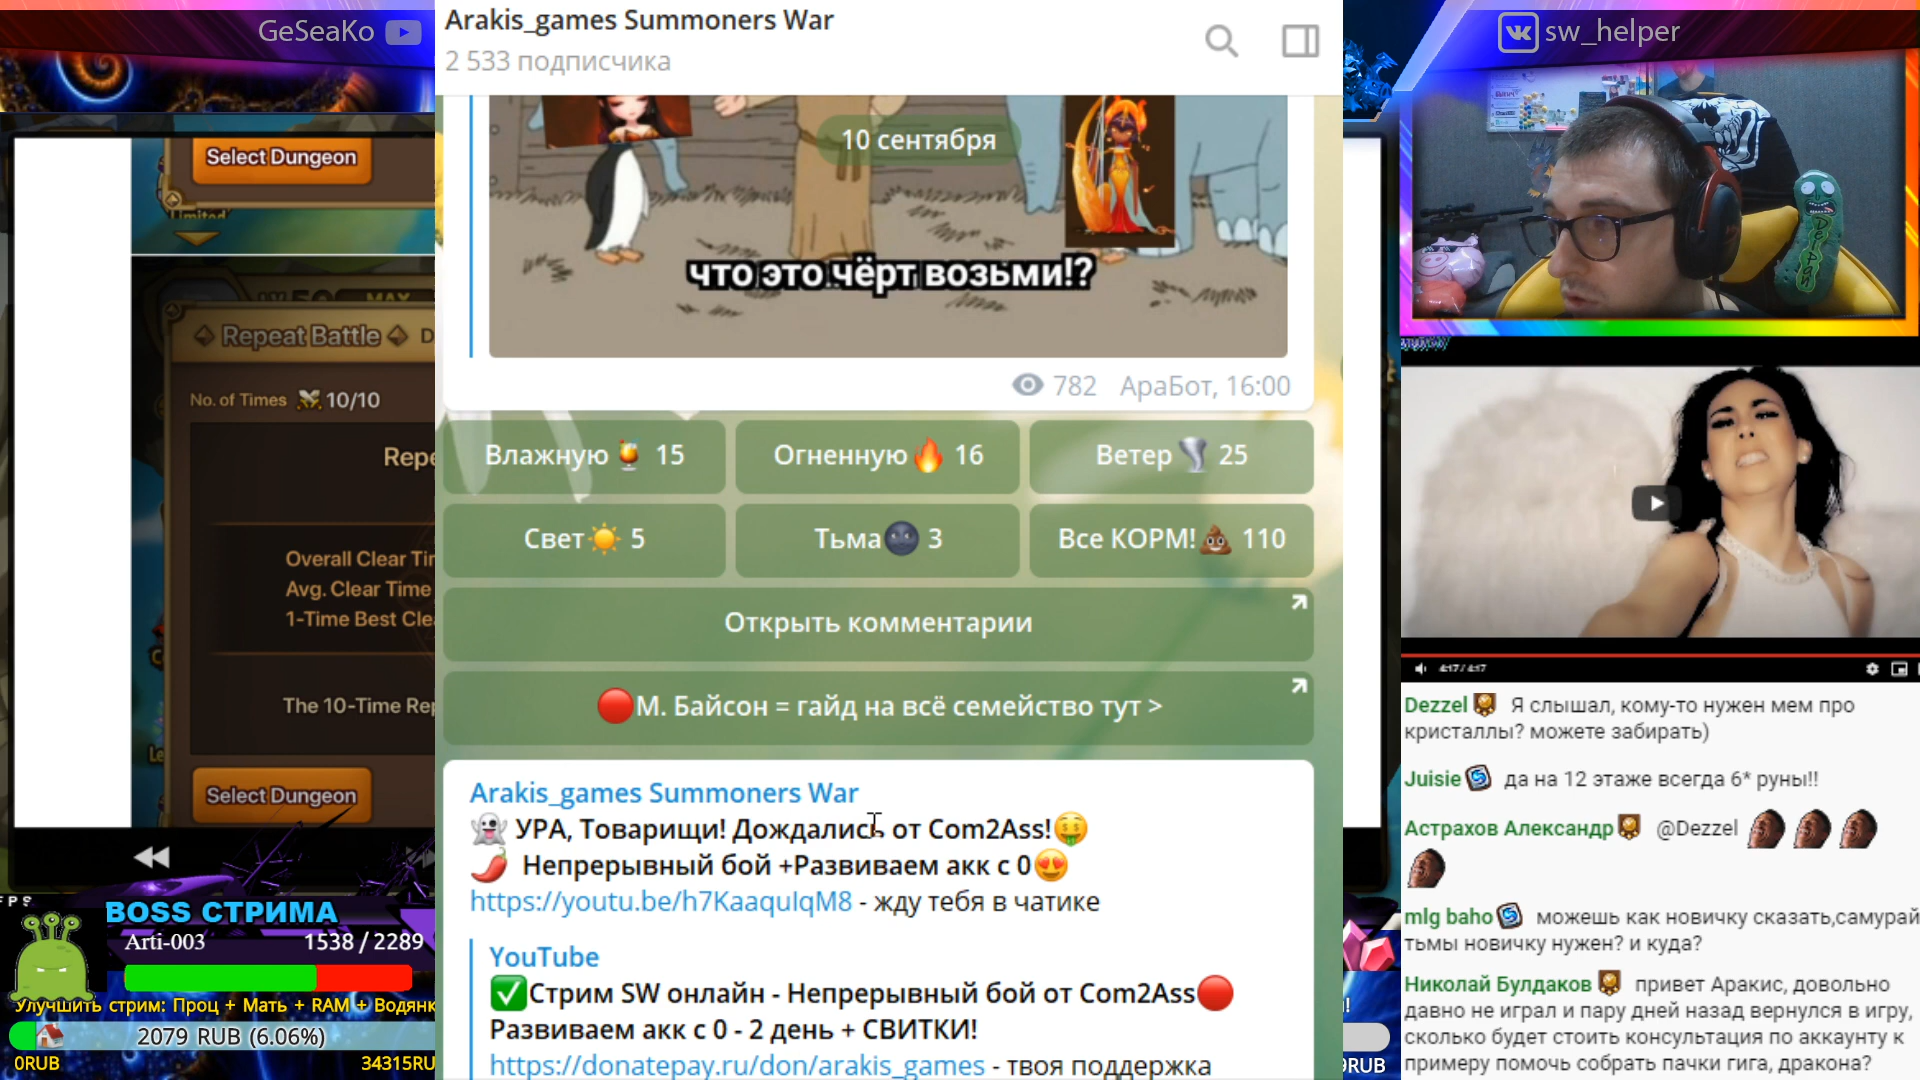 GeSeaKo
Select Dungeon
Limited
Repeat Battle
No. of Times 10/10
Overall Clear
Avg. Clear Time
1-Time Best
The 10-Time
Select Dungeon
BOSS СТРИМА
Arti-003 1538 / 2289
Улучшить стрим: Проц + Мать + RAM + Водянк
2079 RUB (6.06%)
0RUB 34315RU
Arakis_games Summoners War
2 533 подписчика
10 сентября
что это чёрт возьми!?
782 АраБот, 16:00
Влажную🍹 15
Огненную🔥 16
Ветер🌪 25
Свет☀️ 5
Тьма🌚 3
Все КОРМ!💩 110
Открыть комментарии
🔴М. Байсон = гайд на всё семейство тут >
Arakis_games Summoners War
👻 УРА, Товарищи! Дождались от Com2Ass!🤑
🌶 Непрерывный бой +Развиваем акк с 0😍
https://youtu.be/h7KaaquIqM8 - жду тебя в чатике
YouTube
✅Стрим SW онлайн - Непрерывный бой от Com2Ass🔴
Развиваем акк с 0 - 2 день + СВИТКИ!
https://donatepay.ru/don/arakis_games - твоя поддержка
sw_helper
4:17 / 4:17
Dezzel Я слышал, кому-то нужен мем про
кристаллы? можете забирать)
Juisie да на 12 этаже всегда 6* руны!!
Астрахов Александр @Dezzel
mlg baho можешь как новичку сказать,самурай
тьмы новичку нужен? и куда?
Николай Булдаков привет Аракис, довольно
давно не играл и пару дней назад вернулся в игру,
сколько будет стоить консультация по аккаунту к
примеру помочь собрать пачки гига, дракона?